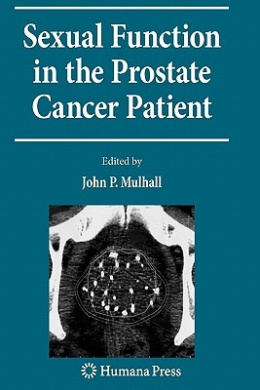 Sexual Function
in the Prostate
Cancer Patient
Edited by
John P. Mulhall
Humana Press